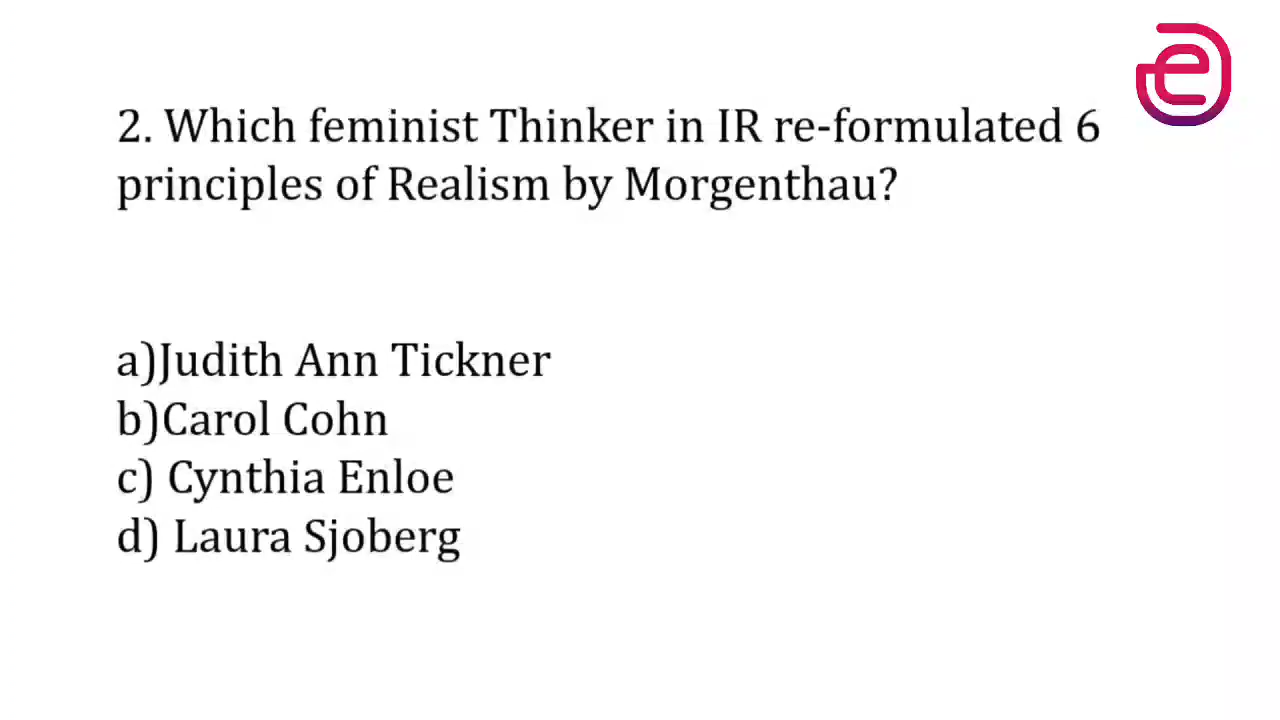 2. Which feminist Thinker in IR re-formulated 6
principles of Realism by Morgenthau?
a)Judith Ann Tickner
b)Carol Cohn
c) Cynthia Enloe
d) Laura Sjoberg